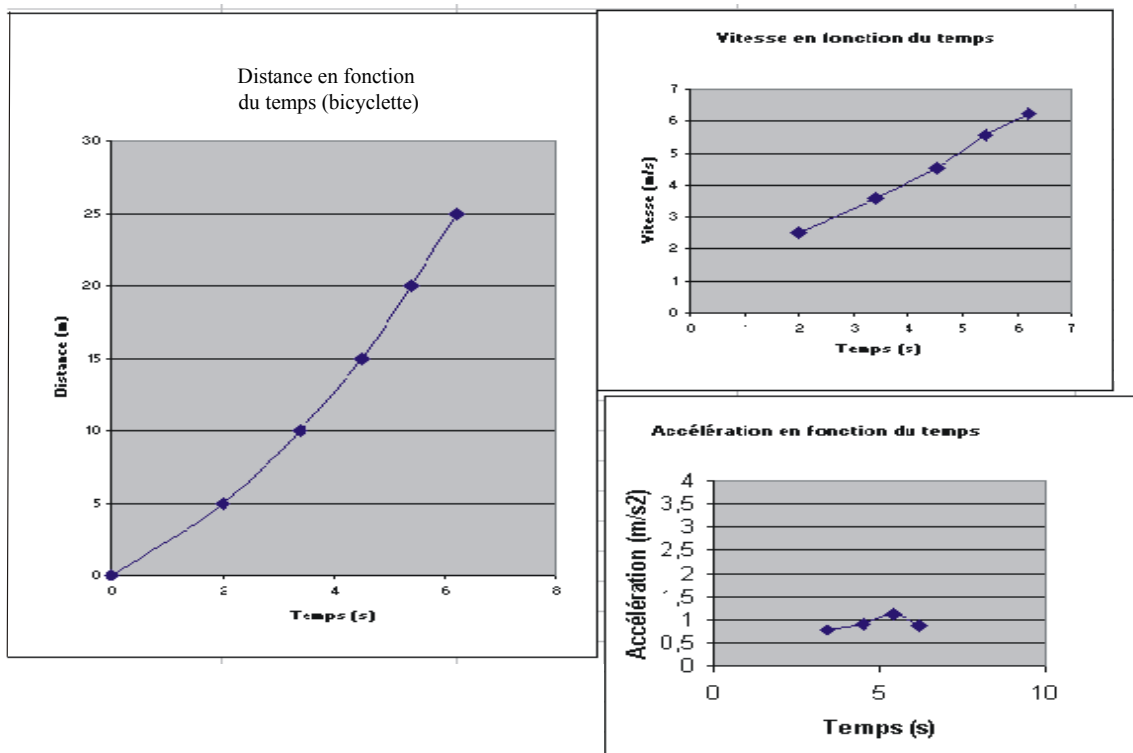 Distance en fonction
du temps (bicyclette)
30
25
20
15
10
5
0
Distance (m)
0 2 4 6 8
Temps (s)
Vitesse en fonction du temps
7
6
5
4
3
2
1
0
Vitesse (m/s)
0 1 2 3 4 5 6 7
Temps (s)
Accélération en fonction du temps
4
3,5
3
2,5
2
1,5
1
0,5
0
Accélération (m/s2)
0 5 10
Temps (s)